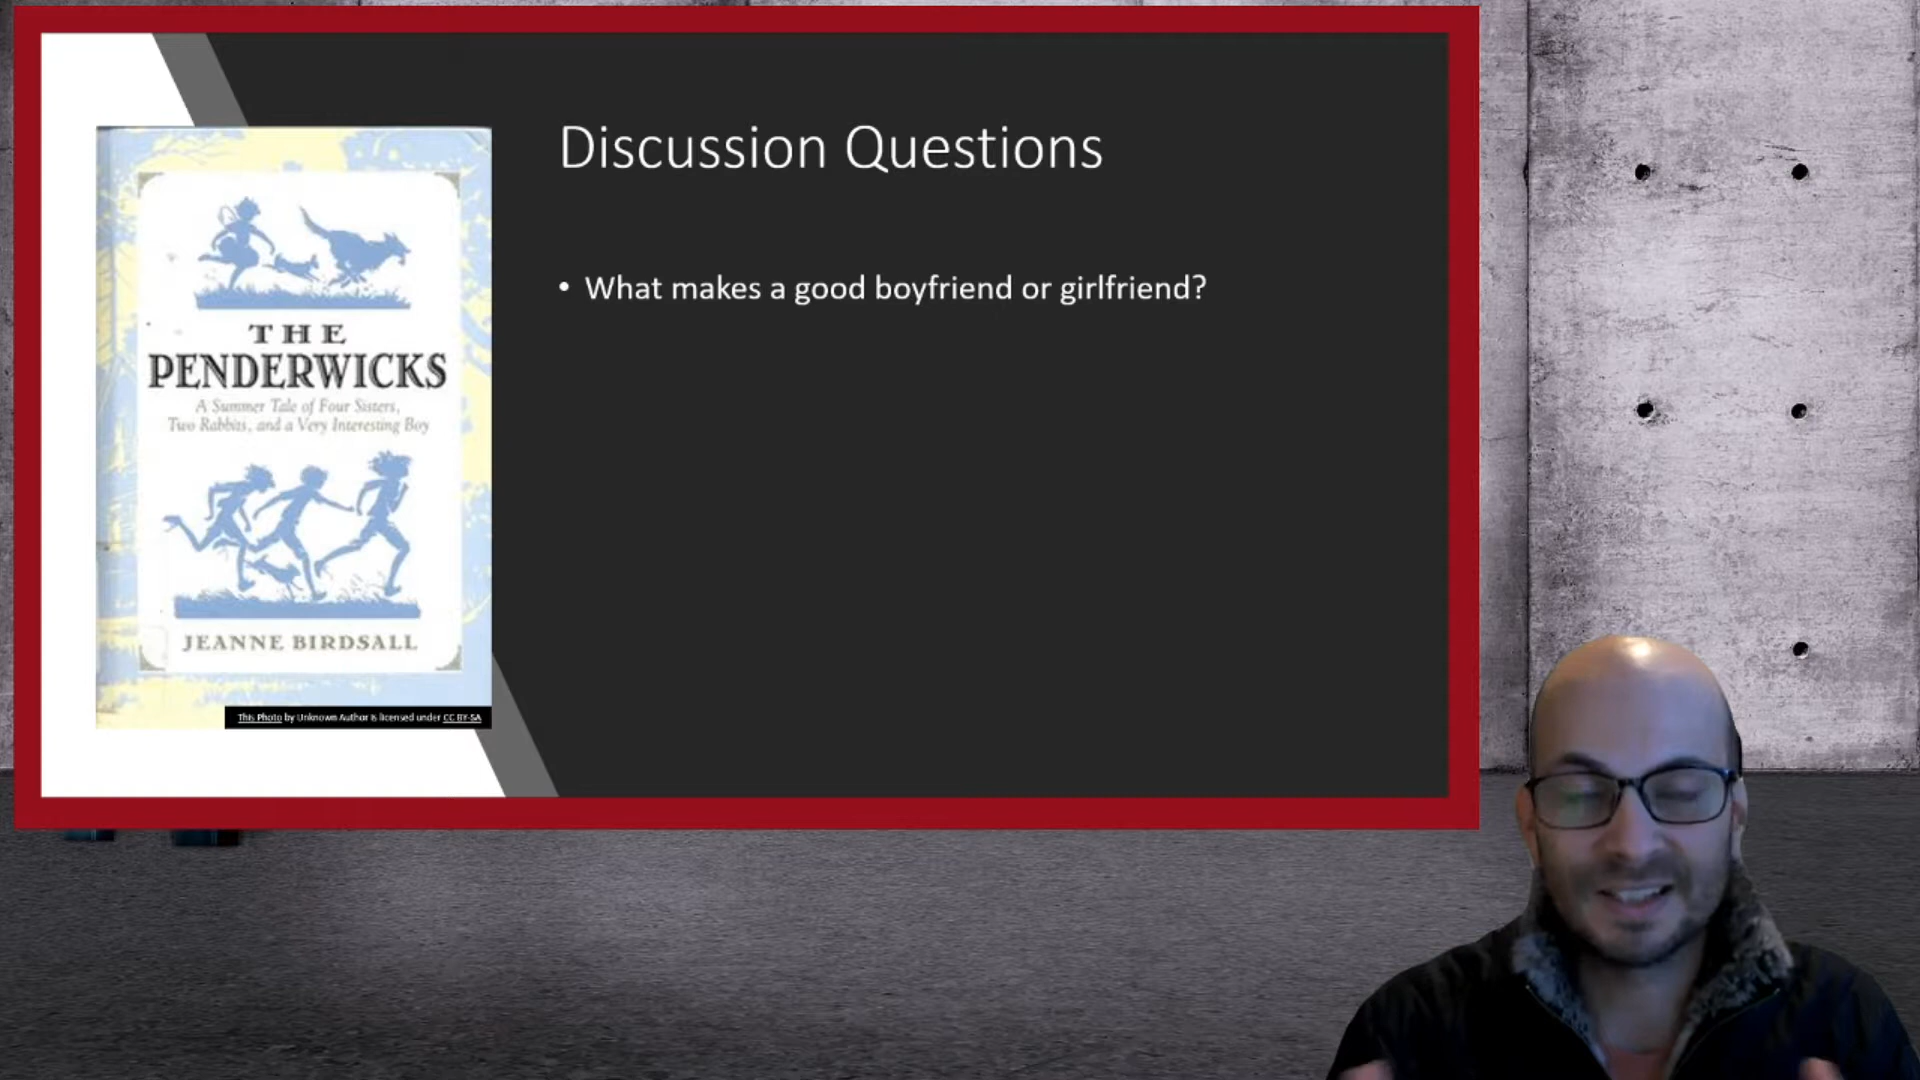 Discussion Questions
• What makes a good boyfriend or girlfriend?
THE
PENDERWICKS
A Summer Tale of Four Sisters,
Two Rabbits, and a Very Interesting Boy
JEANNE BIRDSALL
This Photo by Unknown Author is licensed under CC BY-SA